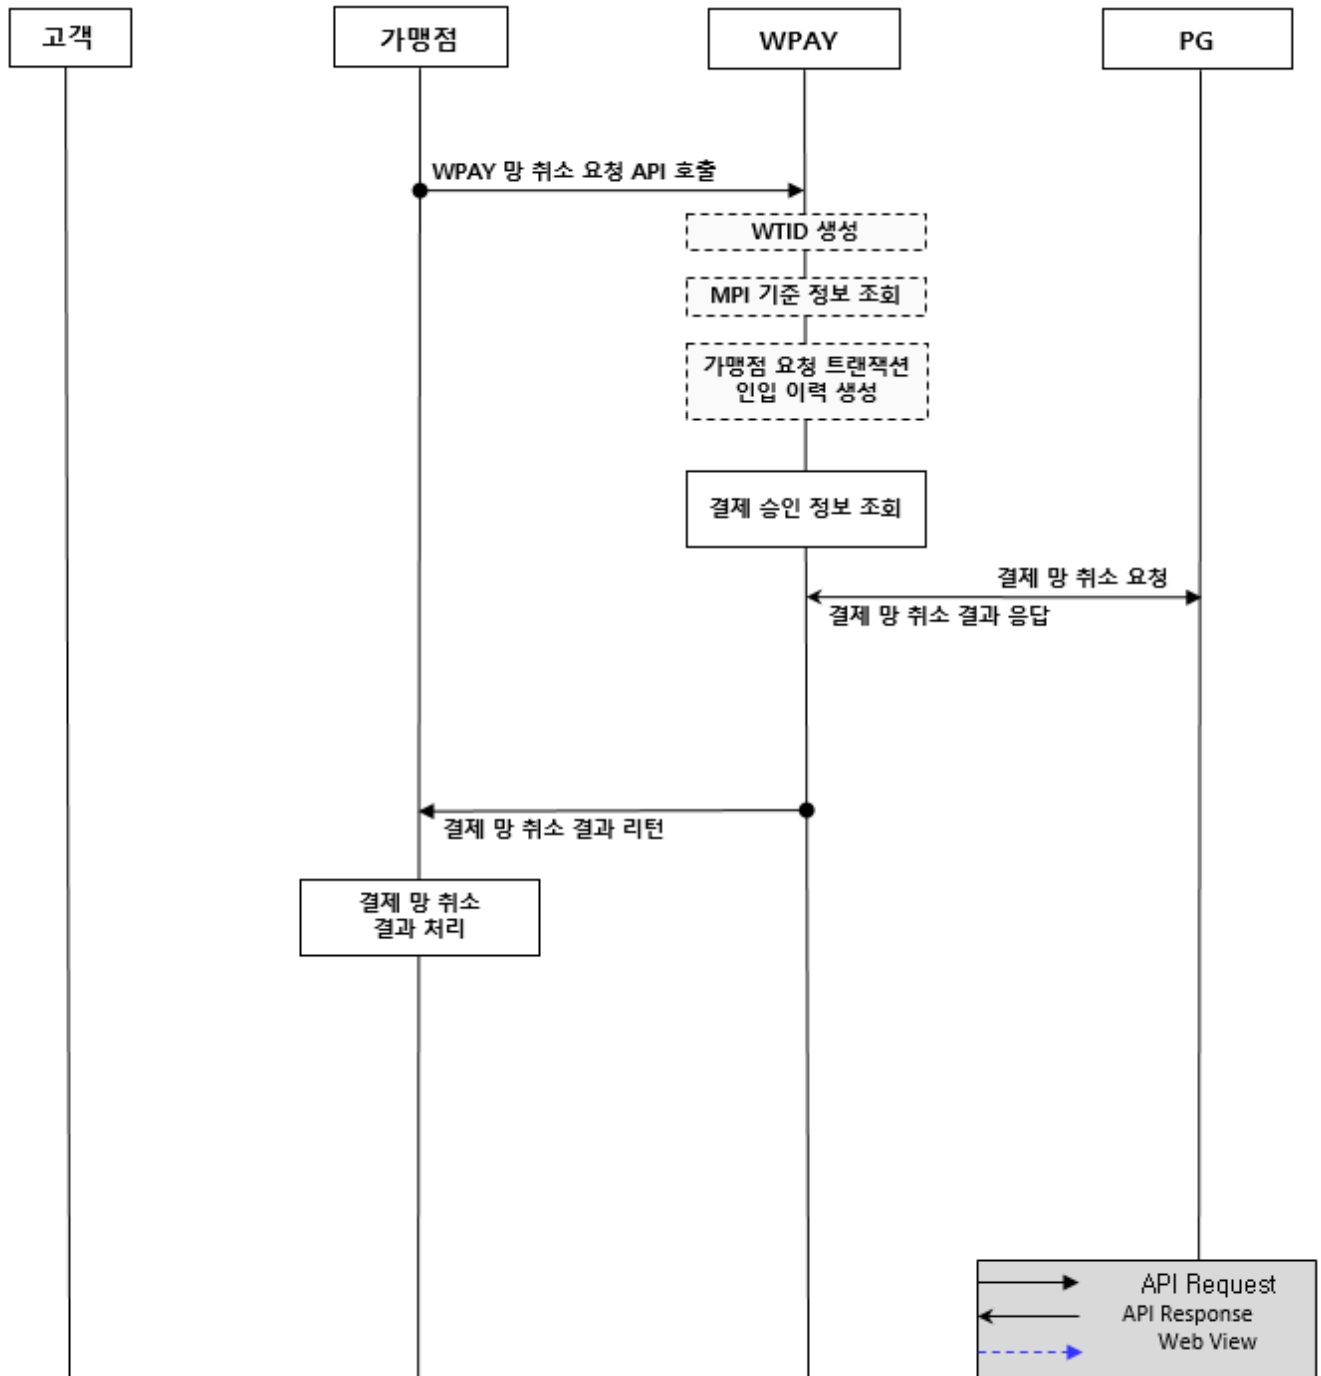 고객
가맹점
WPAY
PG
WPAY 망 취소 요청 API 호출
WTID 생성
MPI 기준 정보 조회
가맹점 요청 트랜잭션
인입 이력 생성
결제 승인 정보 조회
결제 망 취소 요청
결제 망 취소 결과 응답
결제 망 취소 결과 리턴
결제 망 취소
결과 처리
API Request
API Response
Web View